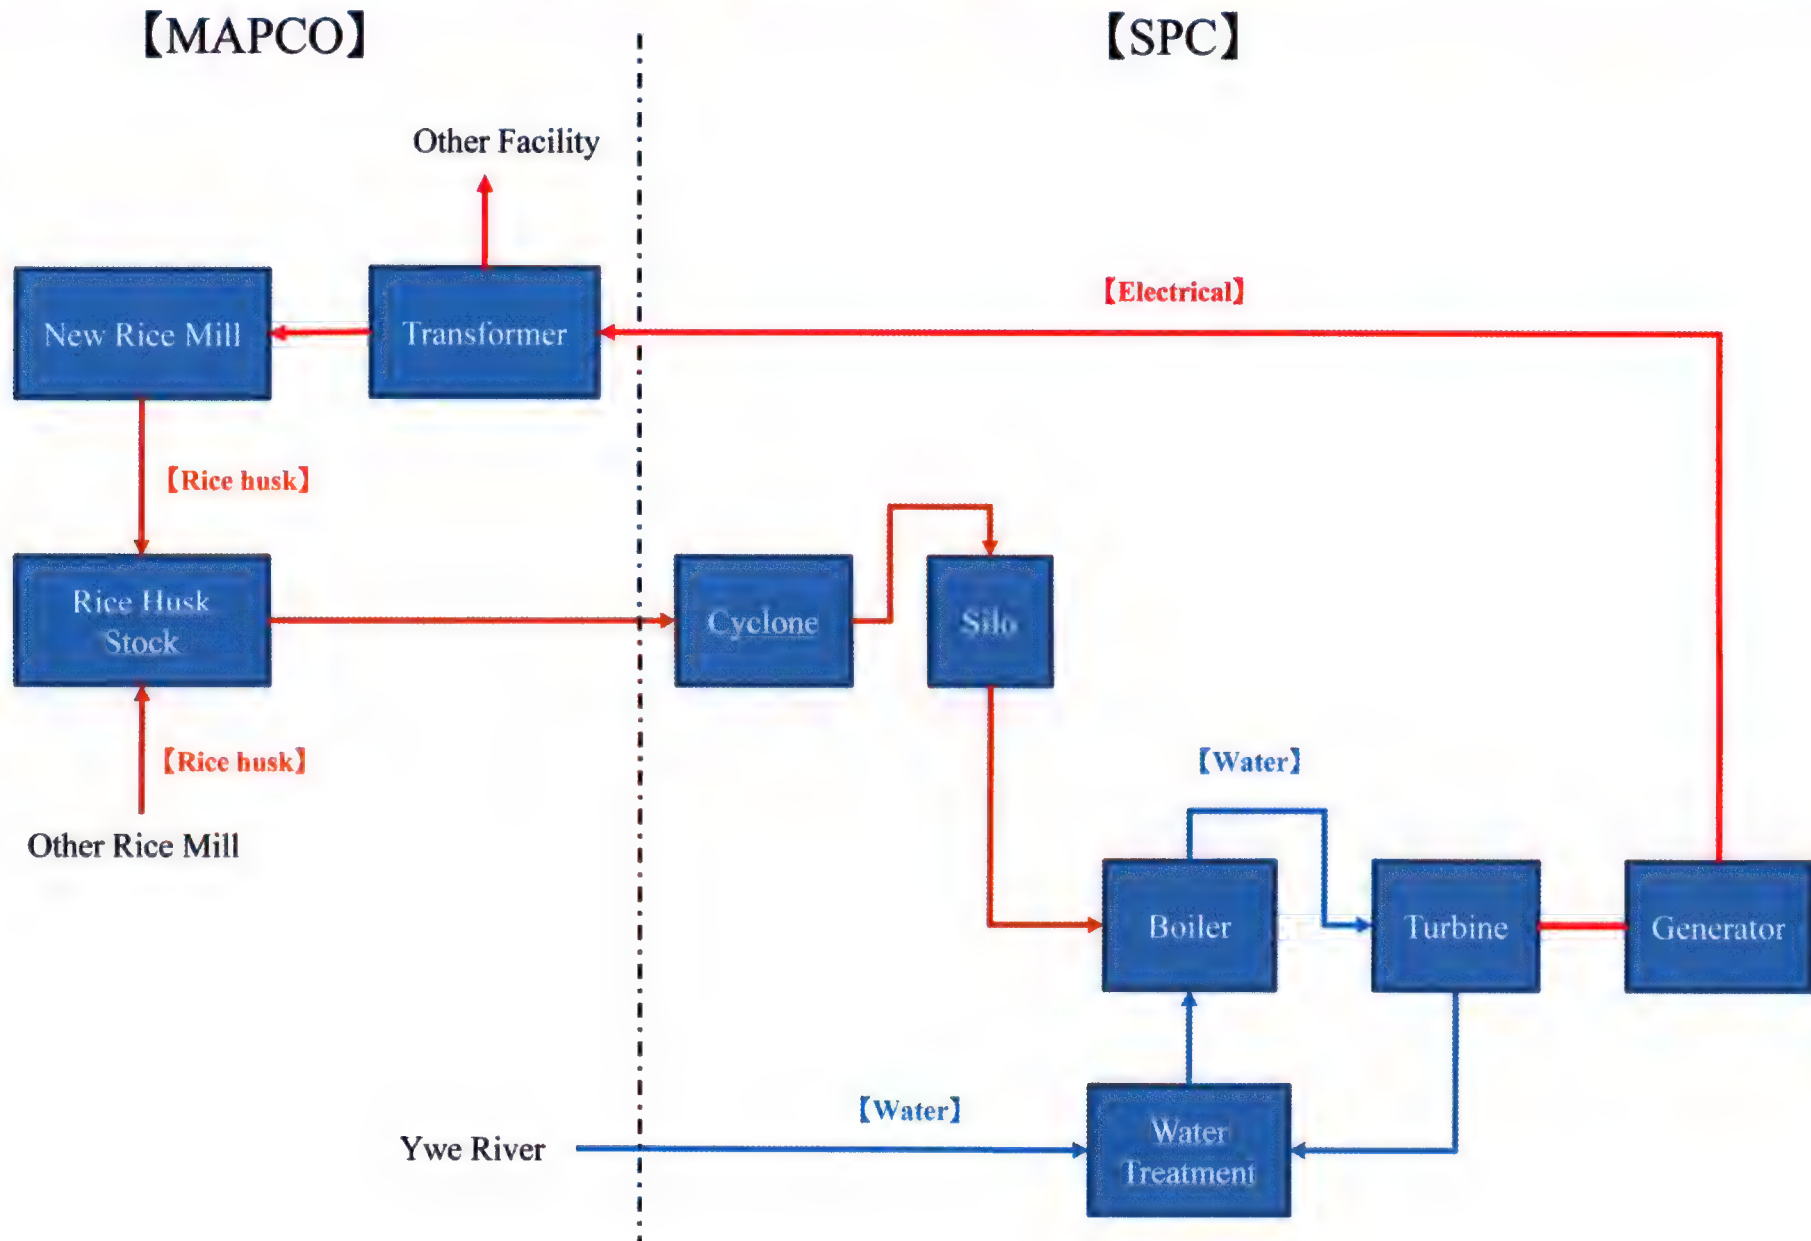 【MAPCO】
【SPC】
Other Facility
【Electrical】
New Rice Mill
Transformer
【Rice husk】
Rice Husk
Stock
Cyclone
Silo
【Rice husk】
【Water】
Other Rice Mill
Boiler
Turbine
Generator
【Water】
Ywe River
Water
Treatment